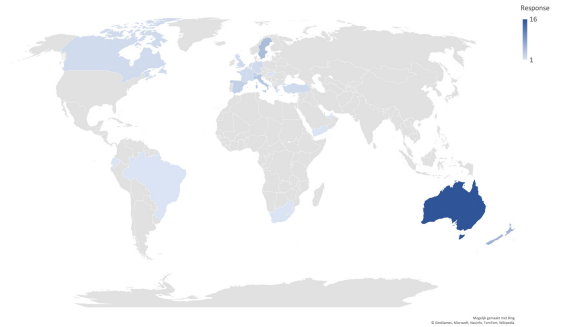 Response
16
1
Mogelijk gemaakt met Bing
© GeoNames, Microsoft, Navinfo, TomTom, Wikipedia